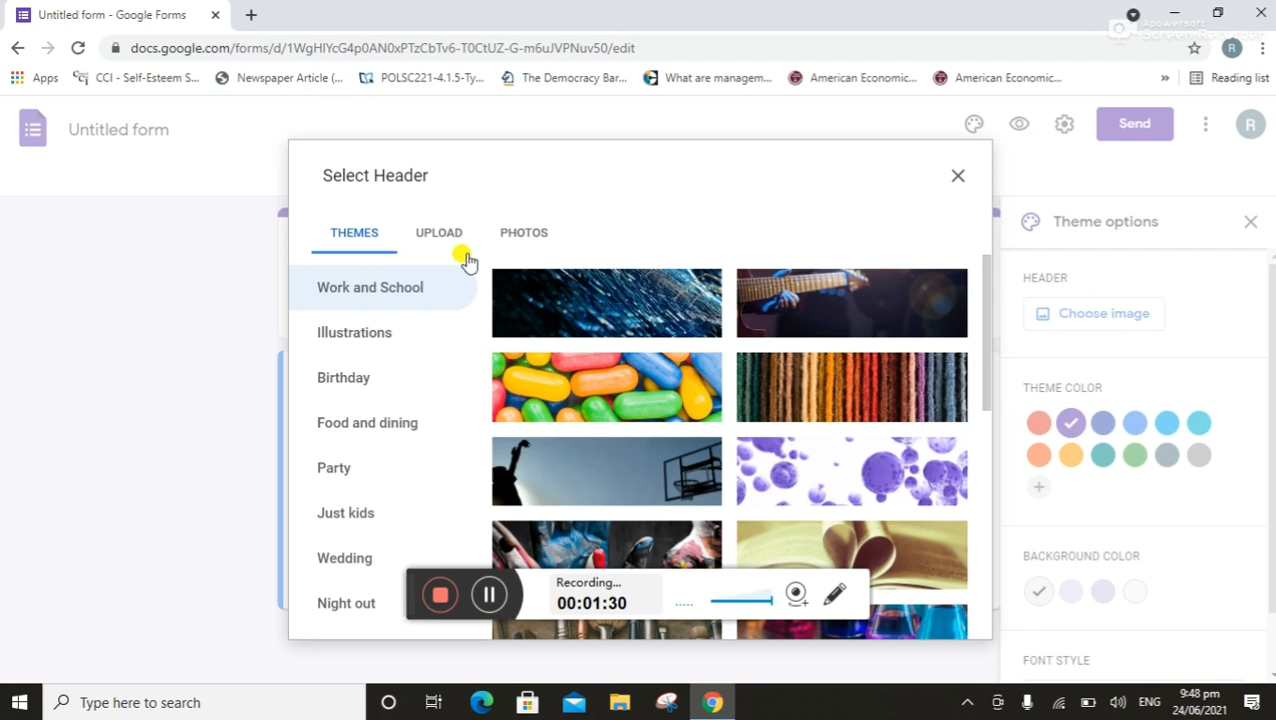 Untitled form - Google Forms
Apowersoft
Screen Recorder
docs.google.com/forms/d/1WgHlYcG4p0AN0xPTzCbTv6-T0CtUZ-G-m6uJVPNuv50/edit
R
Apps
CCI - Self-Esteem S...
Newspaper Article (...
POLSC221-4.1.5-Ty...
The Democracy Bar...
What are managem...
American Economic...
American Economic...
»
Reading list
Untitled form
Send
R
Select Header
Theme options
THEMES
UPLOAD
PHOTOS
HEADER
Choose image
Work and School
Illustrations
Birthday
Food and dining
Party
Just kids
Wedding
Night out
THEME COLOR
BACKGROUND COLOR
FONT STYLE
Recording...
00:01:30
Type here to search
ENG
9:48 pm
24/06/2021